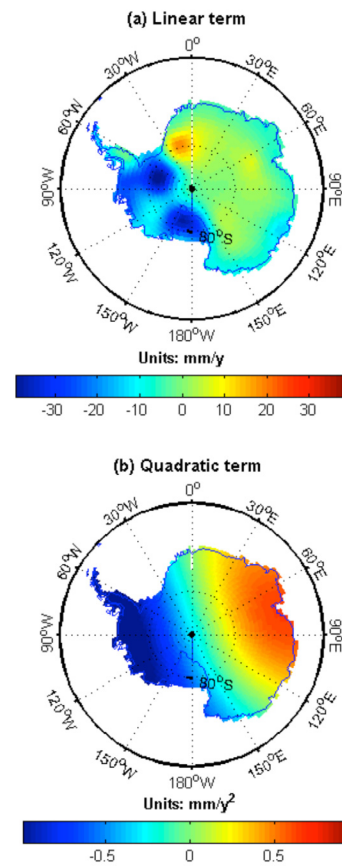 (a) Linear term
0°
30°W
30°E
60°W
60°E
90°W
90°E
80°S
120°W
120°E
150°W
150°E
180°W
Units: mm/y
-30 -20 -10 0 10 20 30
(b) Quadratic term
0°
30°W
30°E
60°W
60°E
90°W
90°E
80°S
120°W
120°E
150°W
150°E
180°W
Units: mm/y²
-0.5 0 0.5